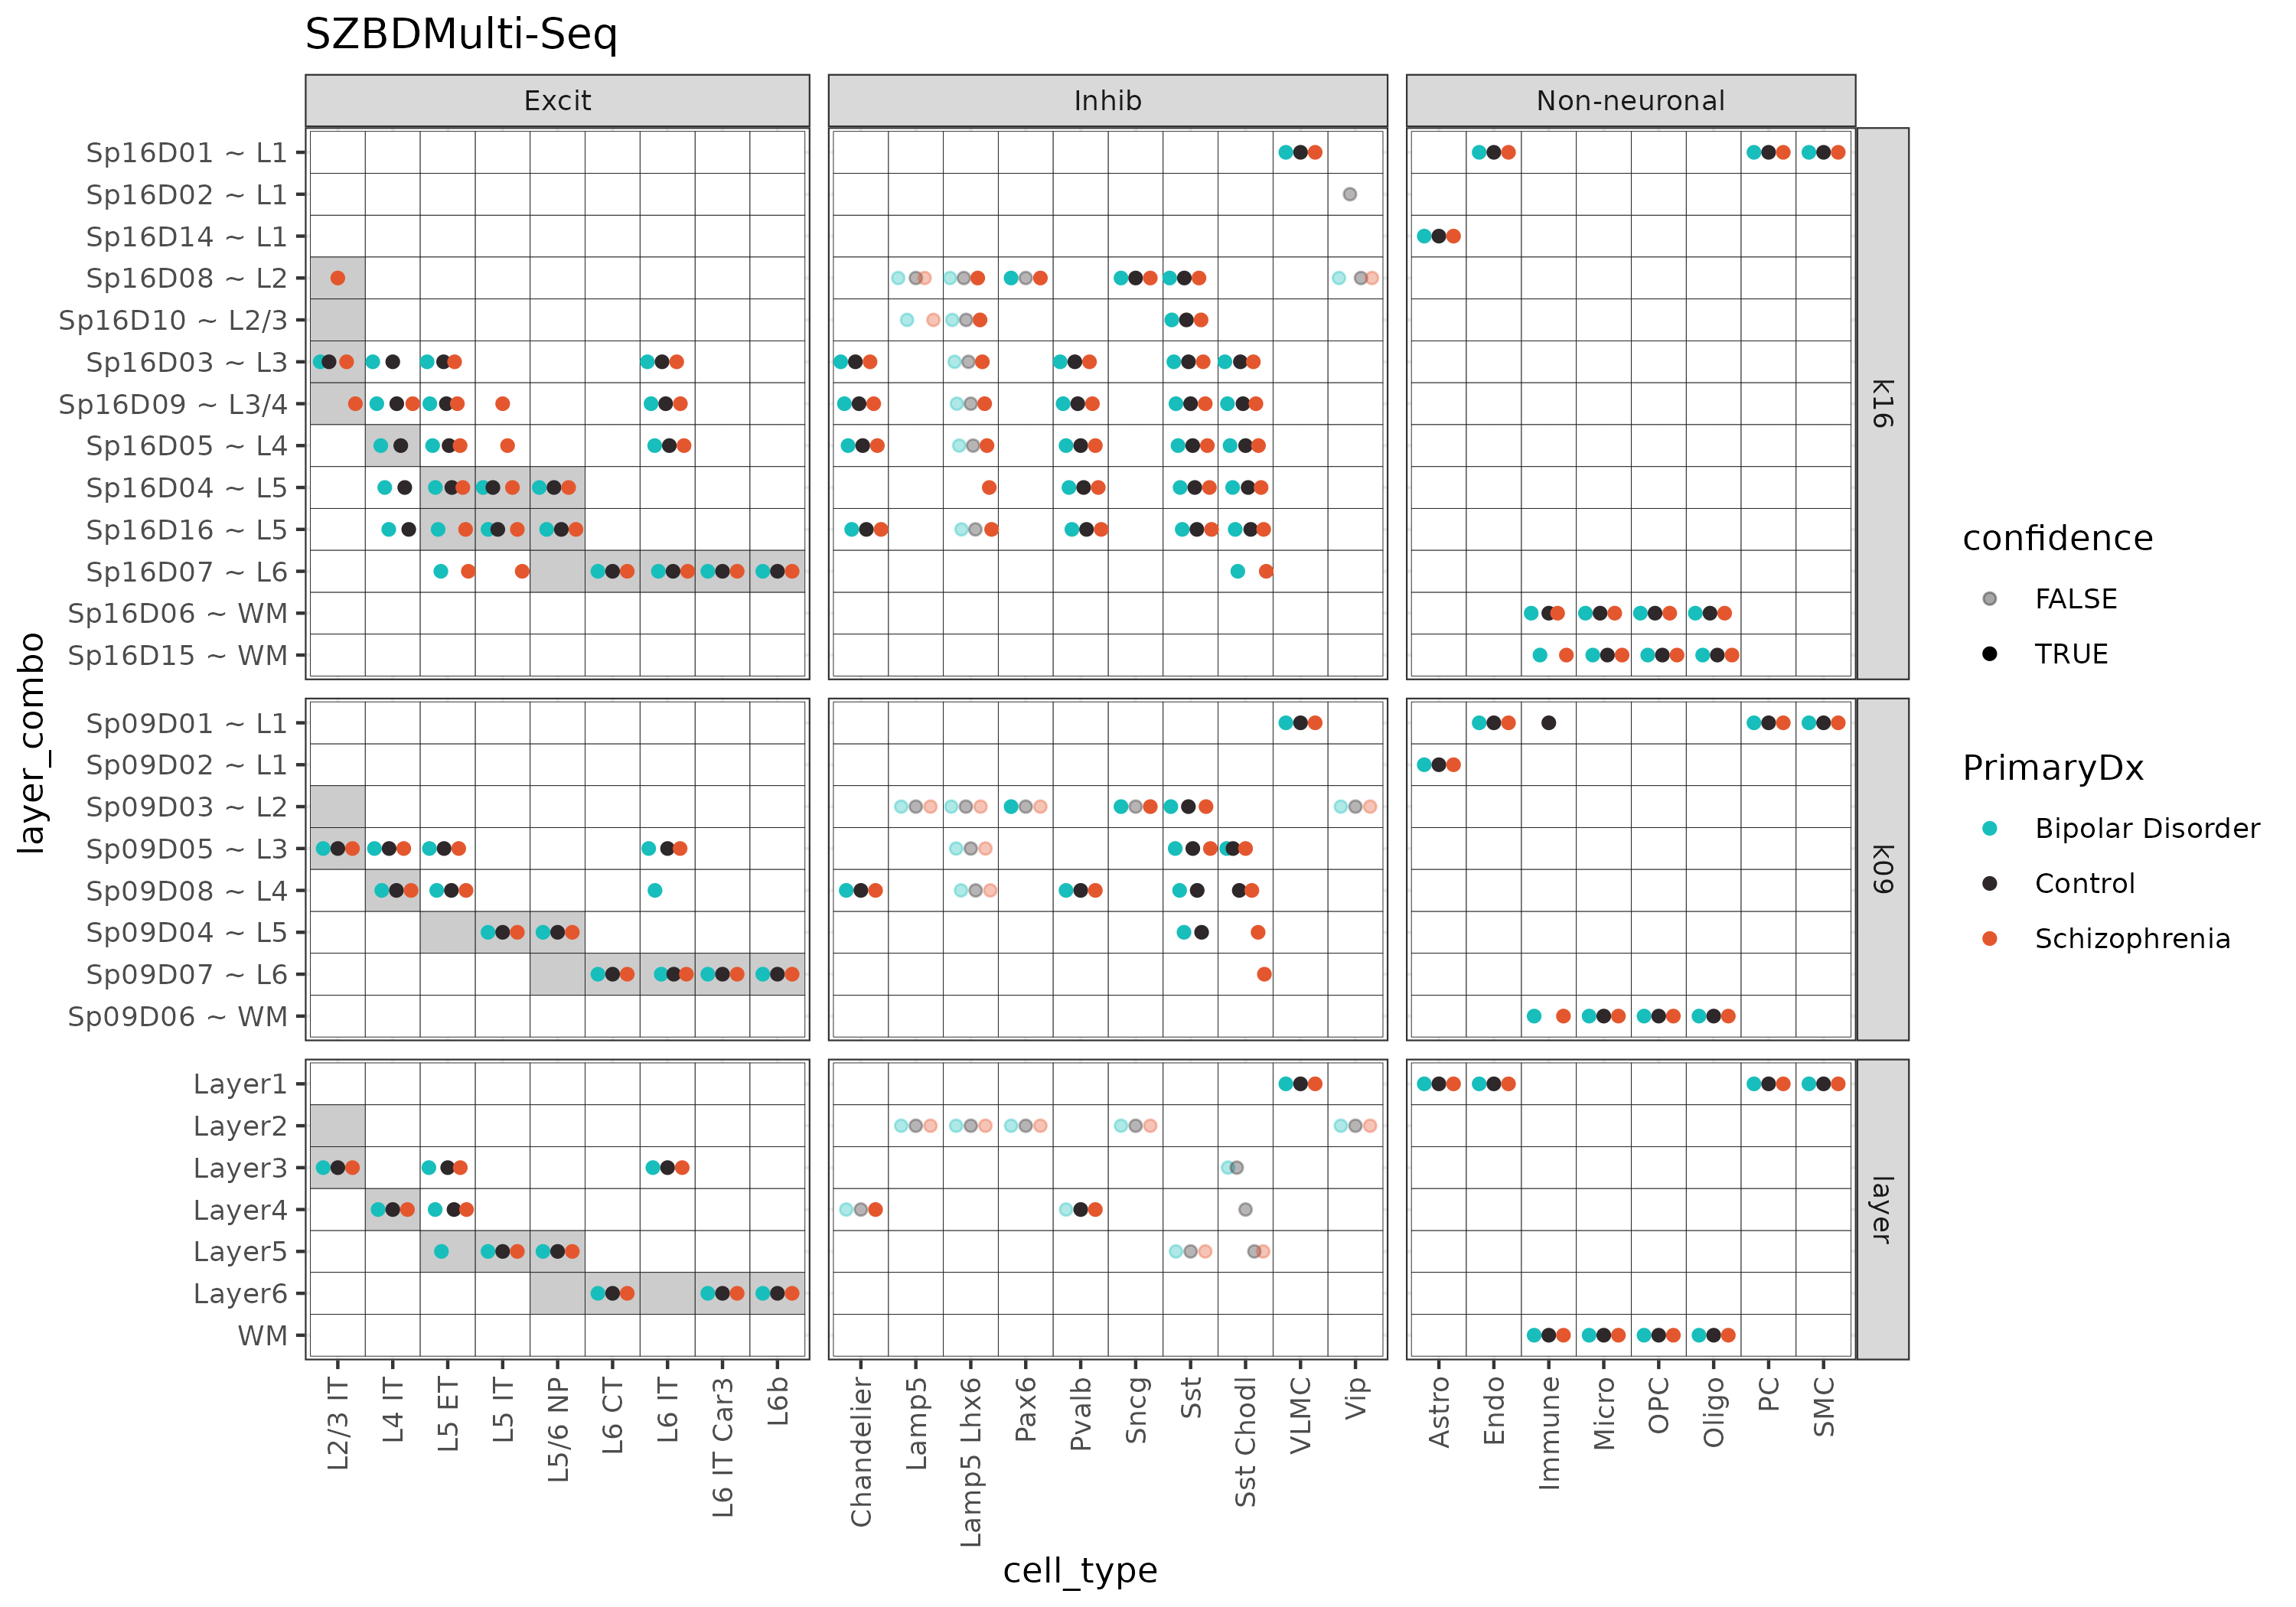 SZBDMulti-Seq
Excit
Inhib
Non-neuronal
Sp16D01 ~ L1
Sp16D02 ~ L1
Sp16D14 ~ L1
Sp16D08 ~ L2
Sp16D10 ~ L2/3
Sp16D03 ~ L3
Sp16D09 ~ L3/4
Sp16D05 ~ L4
Sp16D04 ~ L5
Sp16D16 ~ L5
Sp16D07 ~ L6
Sp16D06 ~ WM
Sp16D15 ~ WM
k16
Sp09D01 ~ L1
Sp09D02 ~ L1
Sp09D03 ~ L2
Sp09D05 ~ L3
Sp09D08 ~ L4
Sp09D04 ~ L5
Sp09D07 ~ L6
Sp09D06 ~ WM
k09
Layer1
Layer2
Layer3
Layer4
Layer5
Layer6
WM
layer
layer_combo
L2/3 IT
L4 IT
L5 ET
L5 IT
L5/6 NP
L6 CT
L6 IT
L6 IT Car3
L6b
Chandelier
Lamp5
Lamp5 Lhx6
Pax6
Pvalb
Sncg
Sst
Sst Chodl
VLMC
Vip
Astro
Endo
Immune
Micro
OPC
Oligo
PC
SMC
cell_type
confidence
FALSE
TRUE
PrimaryDx
Bipolar Disorder
Control
Schizophrenia